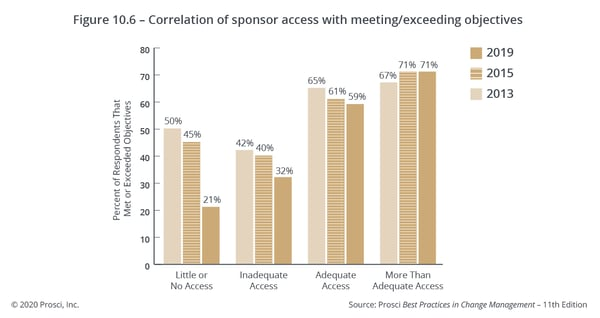 Figure 10.6 – Correlation of sponsor access with meeting/exceeding objectives
2019
2015
2013
Percent of Respondents That
Met or Exceeded Objectives
80
70
60
50
40
30
20
10
0
50%
45%
21%
42%
40%
32%
65%
61%
59%
67%
71%
71%
Little or
No Access
Inadequate
Access
Adequate
Access
More Than
Adequate Access
© 2020 Prosci, Inc.
Source: Prosci Best Practices in Change Management – 11th Edition